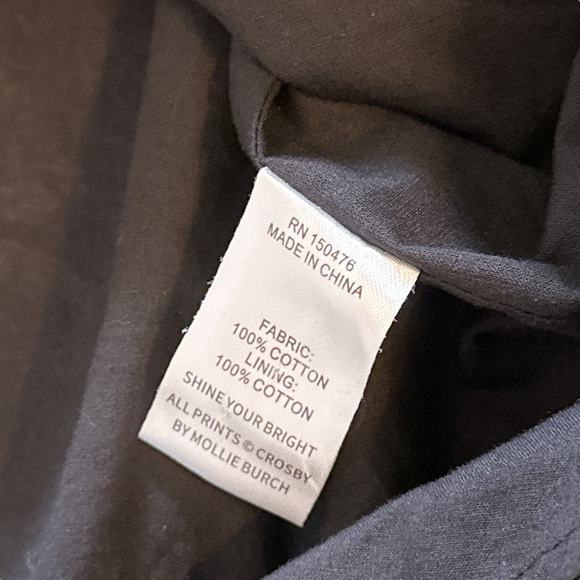 RN 150476
MADE IN CHINA
FABRIC:
100% COTTON
LINING:
100% COTTON
SHINE YOUR BRIGHT
ALL PRINTS © CROSBY
BY MOLLIE BURCH